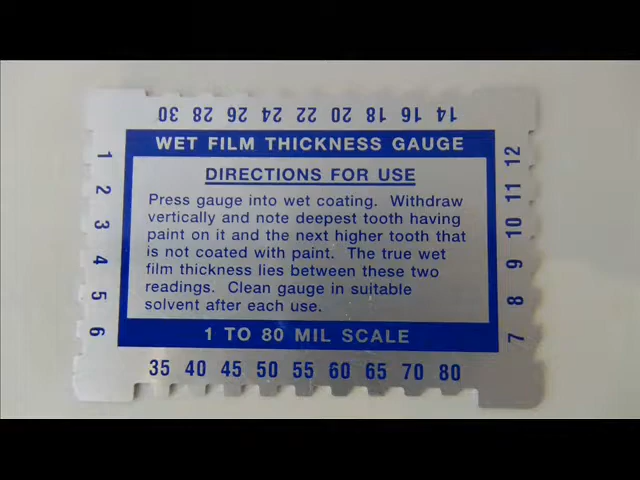 30 28 26 24 22 20 18 16 14
WET FILM THICKNESS GAUGE
DIRECTIONS FOR USE
Press gauge into wet coating. Withdraw
vertically and note deepest tooth having
paint on it and the next higher tooth that
is not coated with paint. The true wet
film thickness lies between these two
readings. Clean gauge in suitable
solvent after each use.
1 TO 80 MIL SCALE
1 2 3 4 5 6
12 11 10 9 8 7
35 40 45 50 55 60 65 70 80